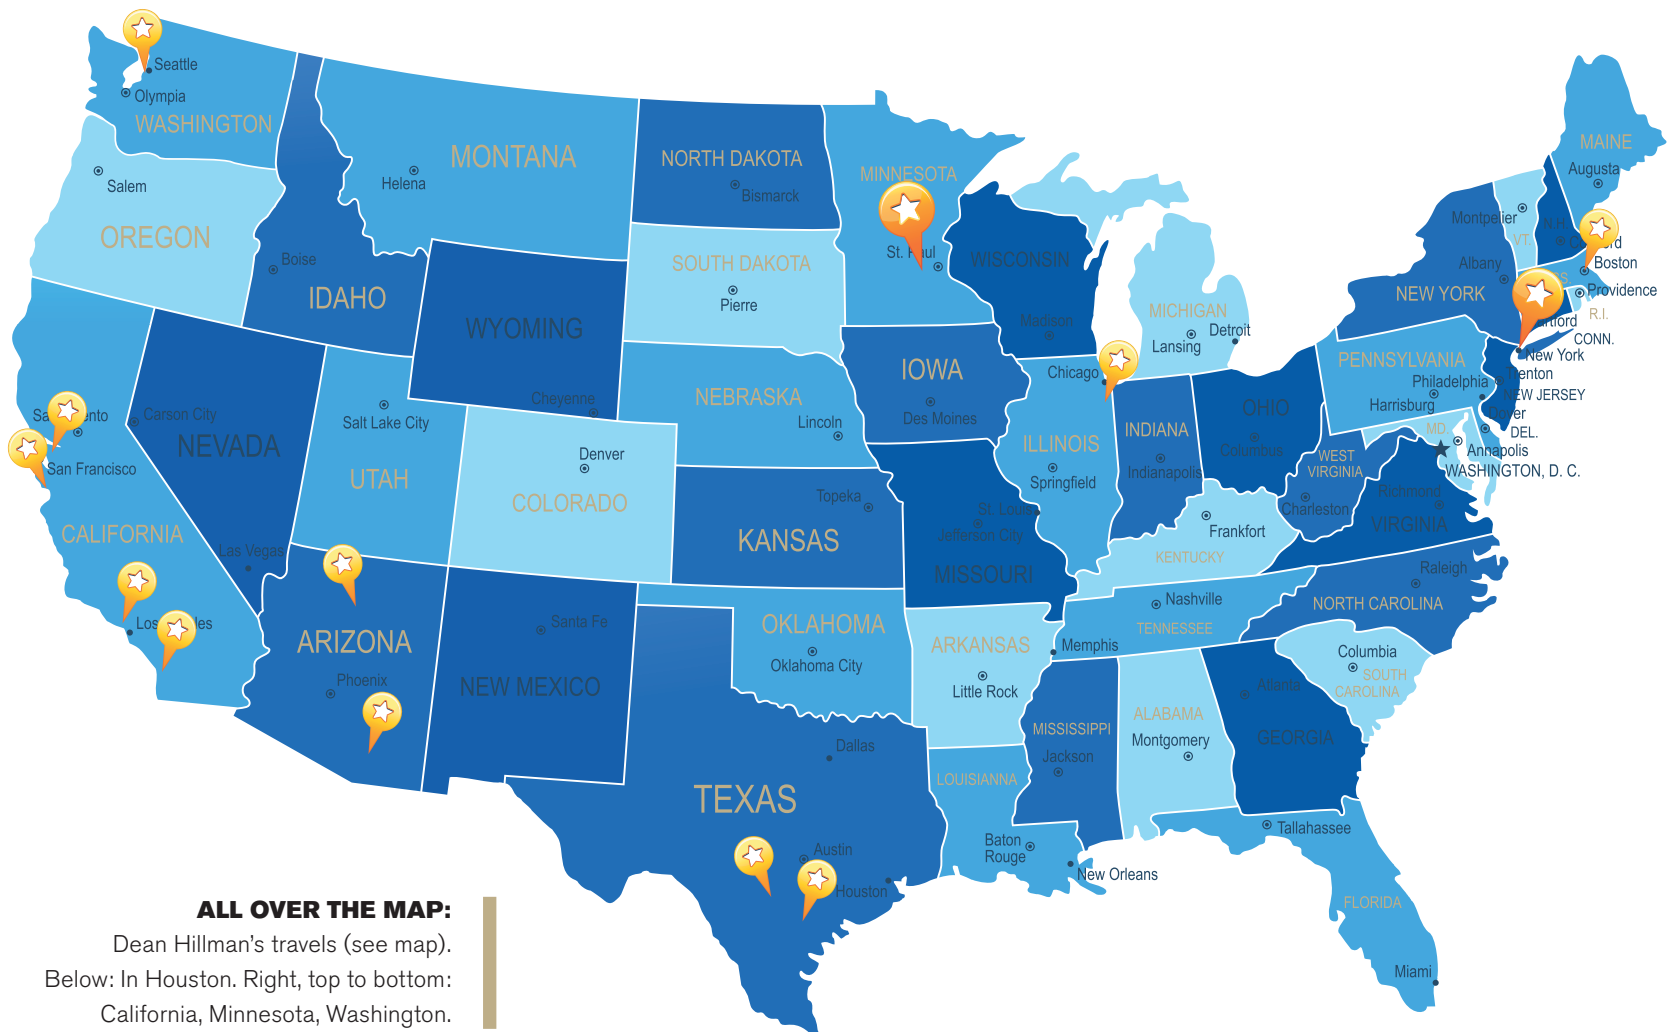 Seattle
Olympia
WASHINGTON
MONTANA
Helena
NORTH DAKOTA
Bismarck
MINNESOTA
St.
MAINE
Augusta
Salem
OREGON
Boise
IDAHO
SOUTH DAKOTA
Pierre
WISCONSIN
Madison
MICHIGAN
Lansing
Detroit
Montpelier
VT.
N.H.
Albany
NEW YORK
Boston
Providence
R.I.
CONN.
New York
WYOMING
Cheyenne
IOWA
Des Moines
Chicago
PENNSYLVANIA
Philadelphia
Harrisburg
Trenton
NEW JERSEY
Dover
DEL.
MD.
Annapolis
WASHINGTON, D. C.
Carson City
NEVADA
Las Vegas
San Francisco
CALIFORNIA
Salt Lake City
UTAH
Denver
COLORADO
NEBRASKA
Lincoln
Topeka
KANSAS
ILLINOIS
Springfield
INDIANA
Indianapolis
OHIO
Columbus
WEST
VIRGINIA
Charleston
Richmond
VIRGINIA
St. Louis
Jefferson City
MISSOURI
Frankfort
KENTUCKY
Raleigh
NORTH CAROLINA
Nashville
TENNESSEE
Memphis
ARIZONA
Phoenix
Santa Fe
NEW MEXICO
OKLAHOMA
Oklahoma City
ARKANSAS
Little Rock
Columbia
SOUTH
CAROLINA
Atlanta
GEORGIA
ALABAMA
Montgomery
MISSISSIPPI
Jackson
LOUISIANNA
Baton
Rouge
New Orleans
Dallas
TEXAS
Austin
Houston
Tallahassee
FLORIDA
Miami
ALL OVER THE MAP:
Dean Hillman's travels (see map).
Below: In Houston. Right, top to bottom:
California, Minnesota, Washington.